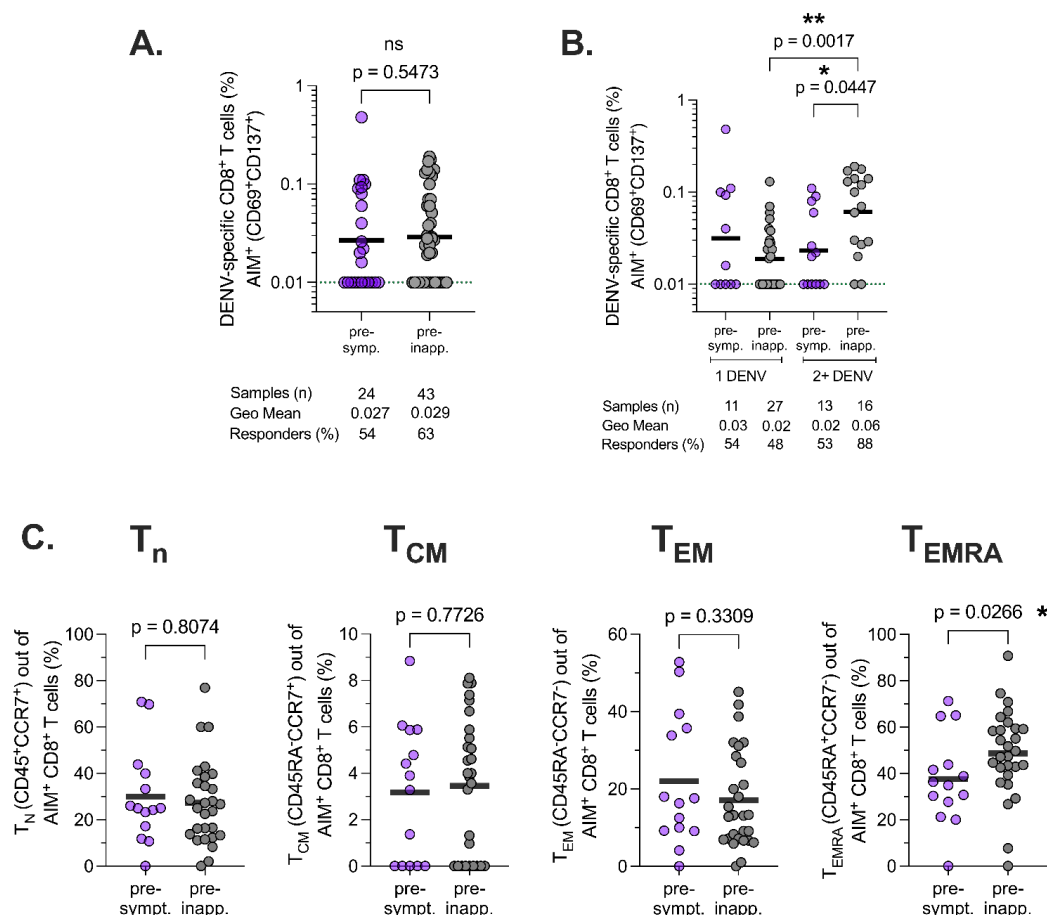 A.
ns
p = 0.5473
DENV-specific CD8+ T cells (%)
AIM+ (CD69+CD137+)
1
0.1
0.01
pre-
symp.
pre-
inapp.
Samples (n) 24 43
Geo Mean 0.027 0.029
Responders (%) 54 63
B.
**
p = 0.0017
*
p = 0.0447
DENV-specific CD8+ T cells (%)
AIM+ (CD69+CD137+)
1
0.1
0.01
pre-
symp.
pre-
inapp.
pre-
symp.
pre-
inapp.
1 DENV 2+ DENV
Samples (n) 11 27 13 16
Geo Mean 0.03 0.02 0.02 0.06
Responders (%) 54 48 53 88
C.
Tn
p = 0.8074
TN (CD45+CCR7+) out of
AIM+ CD8+ T cells (%)
100
80
60
40
20
0
pre-
sympt.
pre-
inapp.
TCM
p = 0.7726
TCM (CD45RA-CCR7+) out of
AIM+ CD8+ T cells (%)
10
8
6
4
2
0
pre-
sympt.
pre-
inapp.
TEM
p = 0.3309
TEM (CD45RA-CCR7-) out of
AIM+ CD8+ T cells (%)
60
40
20
0
pre-
sympt.
pre-
inapp.
TEMRA
p = 0.0266 *
TEMRA (CD45RA+CCR7-) out of
AIM+ CD8+ T cells (%)
100
80
60
40
20
0
pre-
sympt.
pre-
inapp.